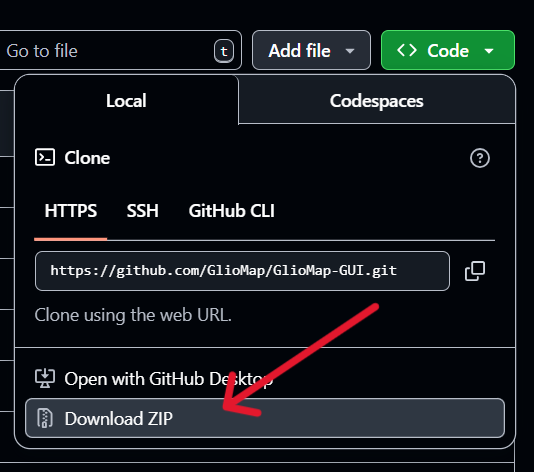 Go to file
t
Add file
Code
Local
Codespaces
Clone
?
HTTPS
SSH
GitHub CLI
https://github.com/GlioMap/GlioMap-GUI.git
Clone using the web URL.
Open with GitHub Desktop
Download ZIP